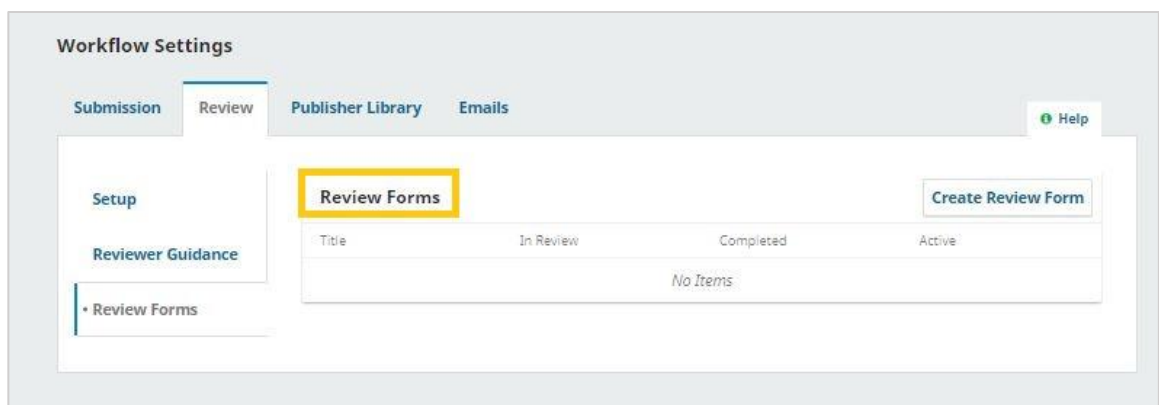 Workflow Settings
Submission Review Publisher Library Emails
Help
Setup
Reviewer Guidance
• Review Forms
Review Forms Create Review Form
Title In Review Completed Active
No Items